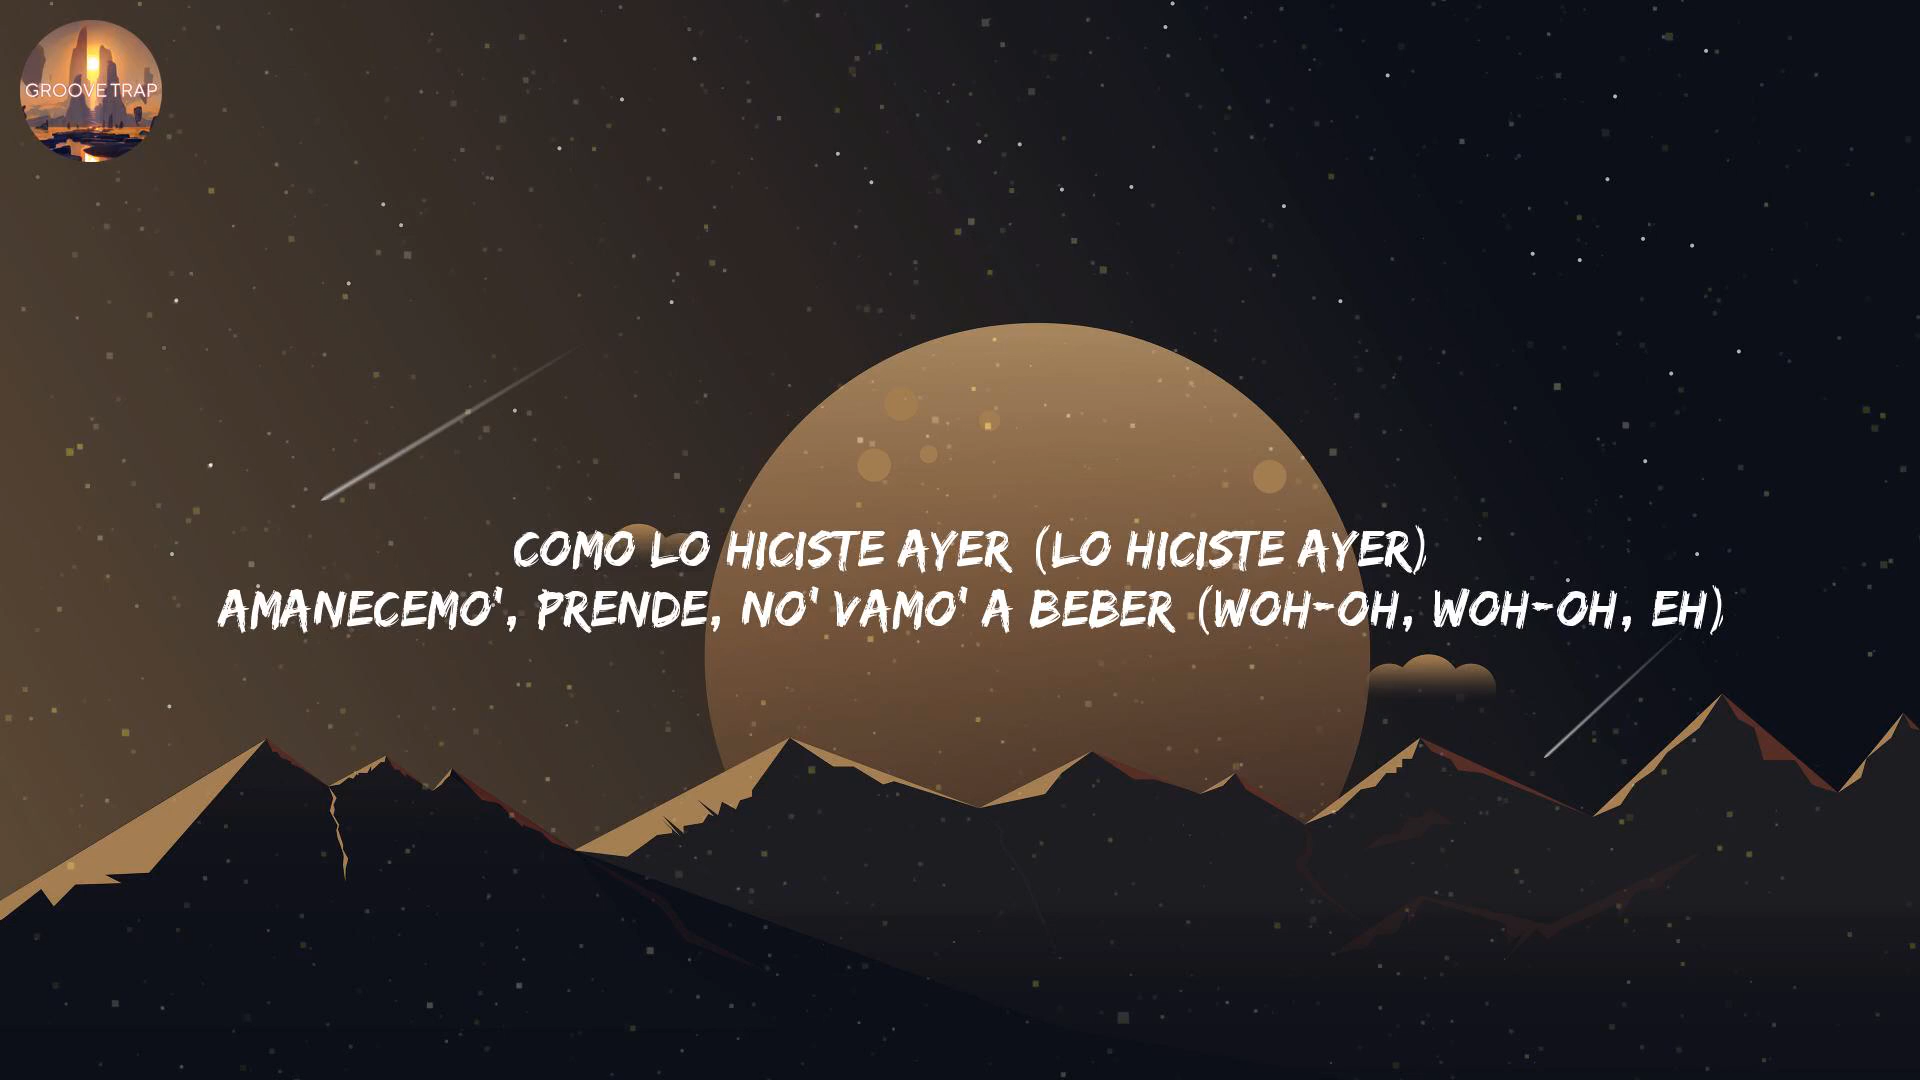 GROOVE TRAP
COMO LO HICISTE AYER (LO HICISTE AYER)
AMANECEMO', PRENDE, NO' VAMO' A BEBER (WOH-OH, WOH-OH, EH)